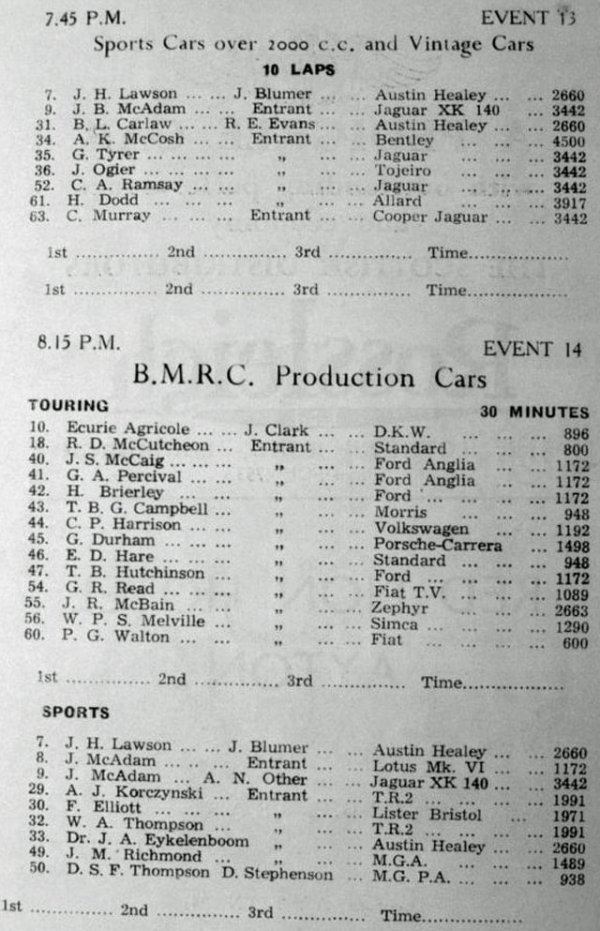 7.45 P.M. EVENT 13
Sports Cars over 2000 c.c. and Vintage Cars
10 LAPS
7. J. H. Lawson ... ... J. Blumer ... ... Austin Healey ... ... 2660
9. J. B. McAdam ... ... Entrant ... ... Jaguar XK 140 ... 3442
31. B. L. Carlaw ... ... R. E. Evans ... ... Austin Healey ... ... 2660
34. A. K. McCosh ... ... Entrant ... ... Bentley ... ... ... 4500
35. G. Tyrer ... ... ... „ ... ... Jaguar ... ... ... 3442
36. J. Ogier ... ... ... „ ... ... Tojeiro ... ... ... 3442
52. C. A. Ramsay ... ... „ ... ... Jaguar ... ... ... 3442
61. H. Dodd ... ... ... „ ... ... Allard ... ... ... 3917
63. C. Murray ... ... ... Entrant ... ... Cooper Jaguar ... ... 3442
1st .............. 2nd .............. 3rd .............. Time..............
1st .............. 2nd .............. 3rd .............. Time..............
8.15 P.M. EVENT 14
B.M.R.C. Production Cars
TOURING 30 MINUTES
10. Ecurie Agricole ... ... J. Clark ... ... D.K.W. ... ... ... 896
18. R. D. McCutcheon ... Entrant ... ... Standard ... ... ... 800
40. J. S. McCaig ... ... ... „ ... ... Ford Anglia ... ... 1172
41. G. A. Percival ... ... „ ... ... Ford Anglia ... ... 1172
42. H. Brierley ... ... „ ... ... Ford ... ... ... 1172
43. T. B. G. Campbell ... „ ... ... Morris ... ... ... 948
44. C. P. Harrison ... ... „ ... ... Volkswagen ... ... 1192
45. G. Durham ... ... ... „ ... ... Porsche-Carrera ... 1498
46. E. D. Hare ... ... ... „ ... ... Standard ... ... ... 948
47. T. B. Hutchinson ... „ ... ... Ford ... ... ... ... 1172
54. G. R. Read ... ... ... „ ... ... Fiat T.V. ... ... ... 1089
55. J. R. McBain ... ... „ ... ... Zephyr ... ... ... 2663
56. W. P. S. Melville ... „ ... ... Simca ... ... ... ... 1290
60. P. G. Walton ... ... „ ... ... Fiat ... ... ... 600
1st .............. 2nd .............. 3rd .............. Time..................
SPORTS
7. J. H. Lawson ... ... J. Blumer ... ... Austin Healey ... ... 2660
8. J. McAdam ... .. ... Entrant ... ... Lotus Mk. VI ... ... 1172
9. J. McAdam ... A. N. Other ... ... Jaguar XK 140 ... ... 3442
29. A. J. Korczynski ... Entrant ... ... T.R.2 ... ... ... ... 1991
30. F. Elliott ... ... ... „ ... ... Lister Bristol ... 1971
32. W. A. Thompson ... „ ... ... T.R.2 ... ... ... ... 1991
33. Dr. J. A. Eykelenboom „ ... ... Austin Healey ... ... 2660
49. J. M. Richmond ... „ ... ... M.G.A. ... ... ... 1489
50. D. S. F. Thompson D. Stephenson ... ... M.G. P.A. ... ... ... 938
1st .............. 2nd .............. 3rd .............. Time..................